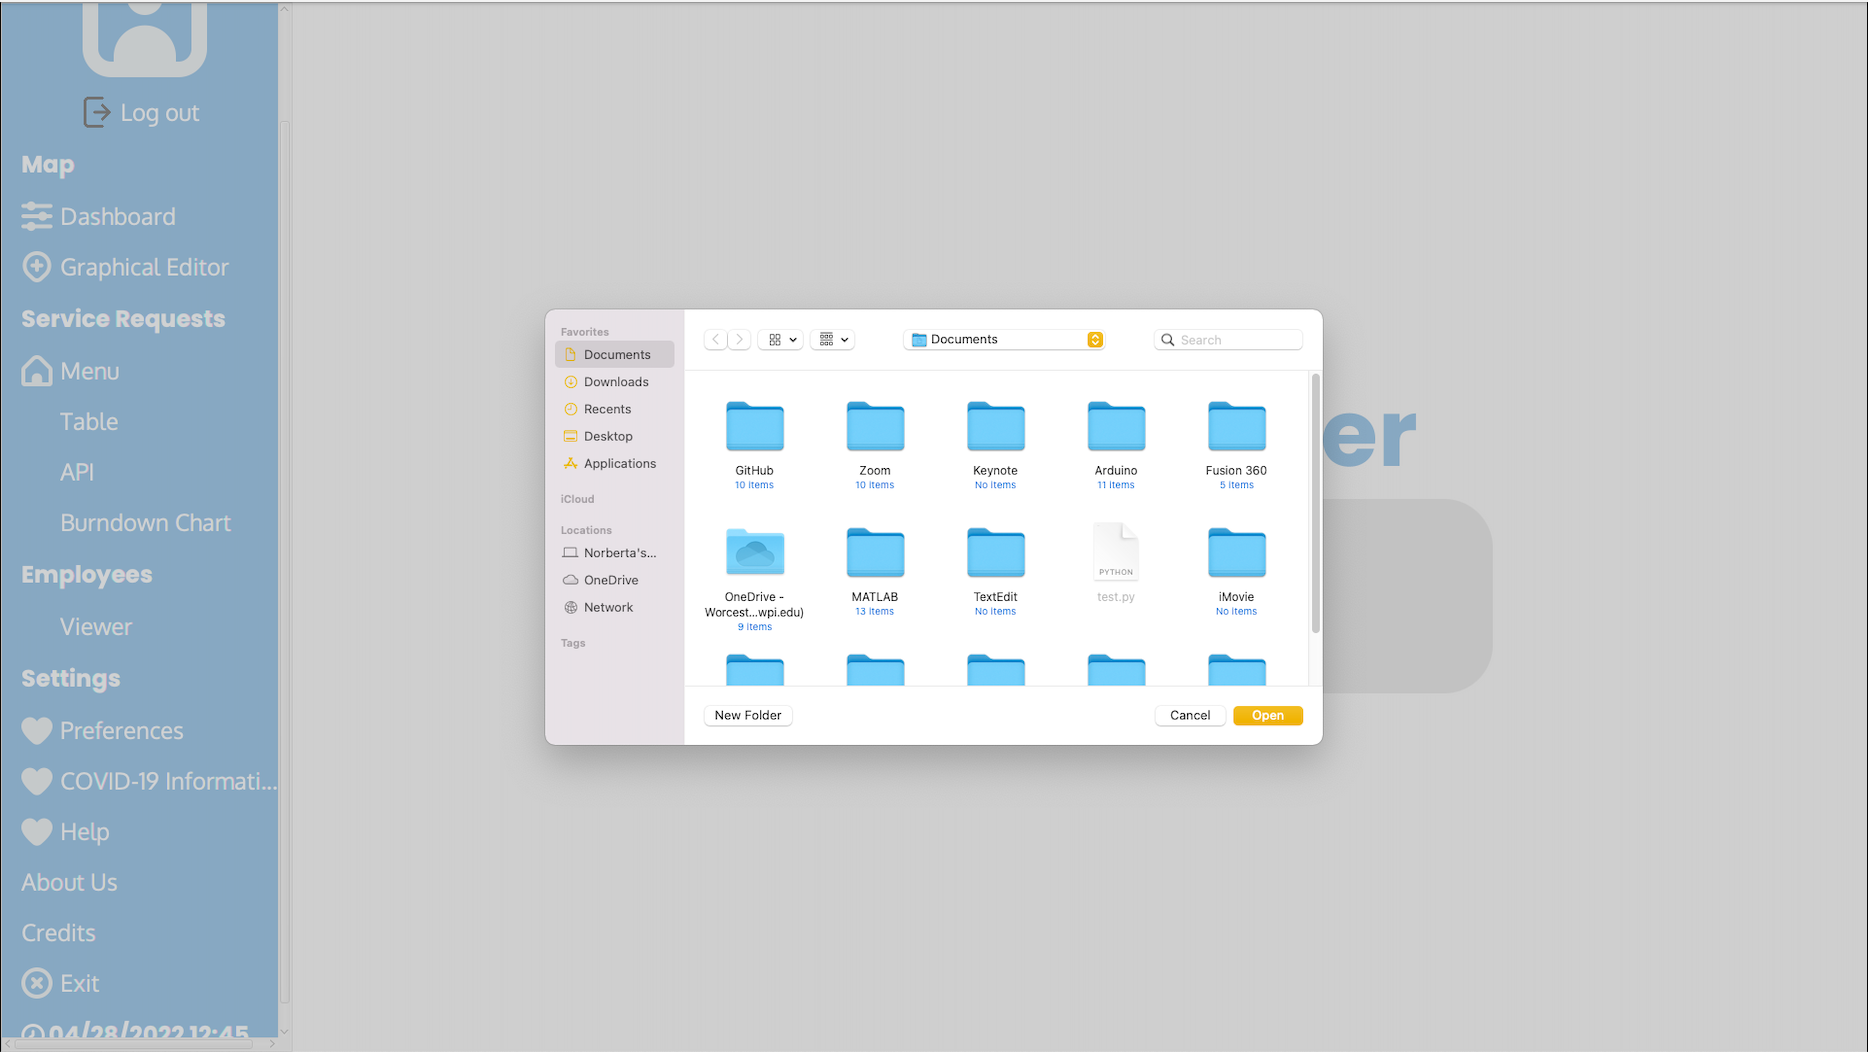 Log out
Map
Dashboard
Graphical Editor
Service Requests
Menu
Table
API
Burndown Chart
Employees
Viewer
Settings
Preferences
COVID-19 Informati...
Help
About Us
Credits
Exit
04/28/2022 12:45
Favorites
Documents
Downloads
Recents
Desktop
Applications
iCloud
Locations
Norberta's...
OneDrive
Network
Tags
Documents
Search
GitHub
10 items
Zoom
10 items
Keynote
No items
Arduino
11 items
Fusion 360
5 items
OneDrive -
Worcest...wpi.edu)
9 items
MATLAB
13 items
TextEdit
No items
PYTHON
test.py
iMovie
No items
New Folder
Cancel
Open
er